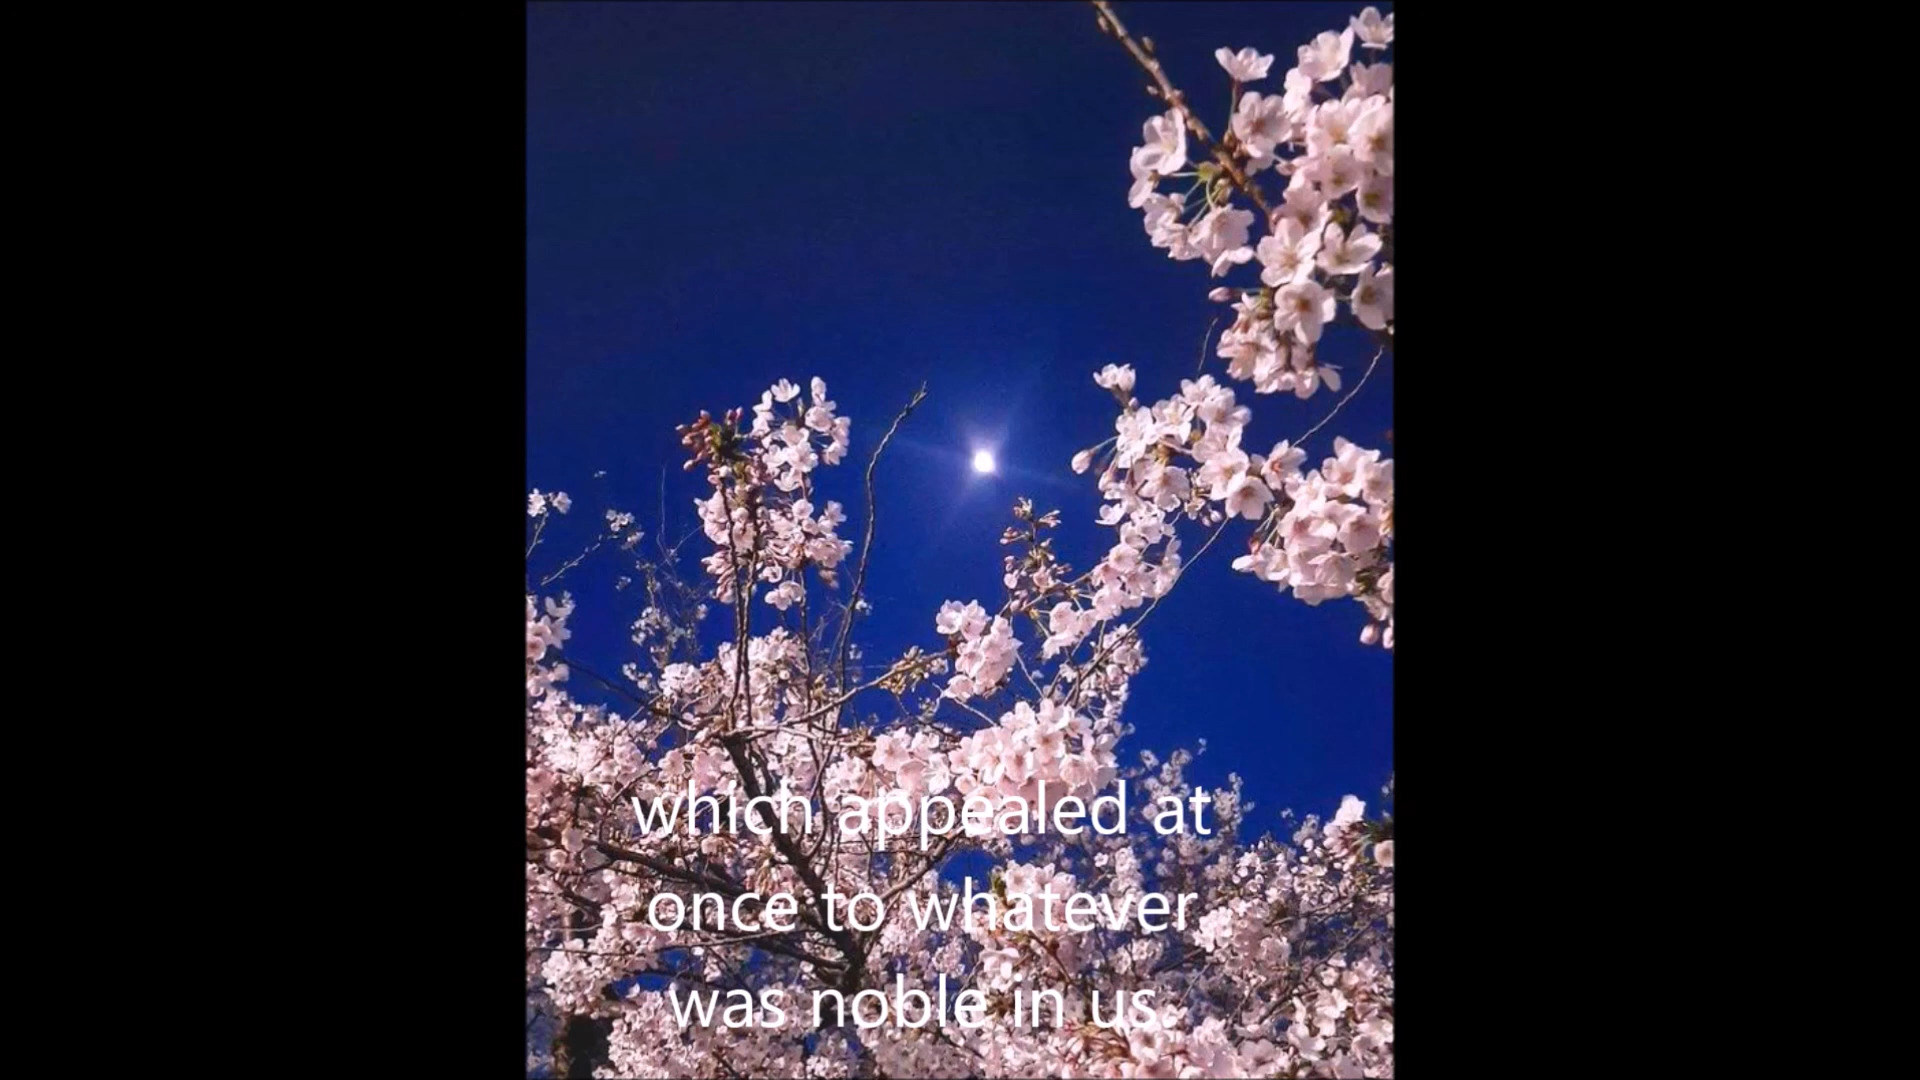 which appealed at
once to whatever
was noble in us.